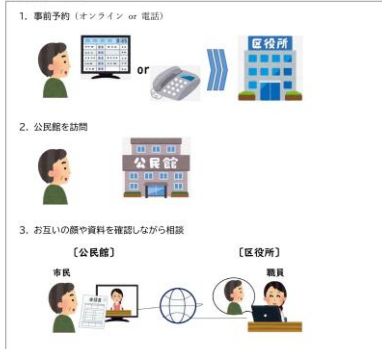 1. 事前予約（オンライン or 電話）
or
区役所
2. 公民館を訪問
公民館
3. お互いの顔や資料を確認しながら相談
［公民館］
［区役所］
市民
職員